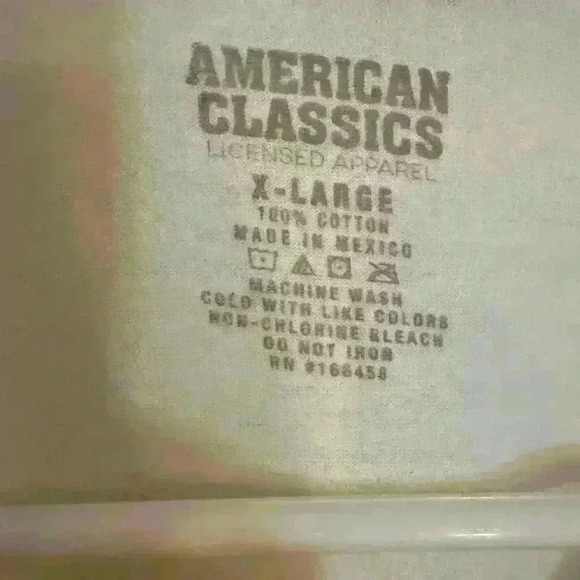 AMERICAN
CLASSICS
LICENSED APPAREL
X-LARGE
100% COTTON
MADE IN MEXICO
MACHINE WASH
COLD WITH LIKE COLORS
NON-CHLORINE BLEACH
DO NOT IRON
RN #168458